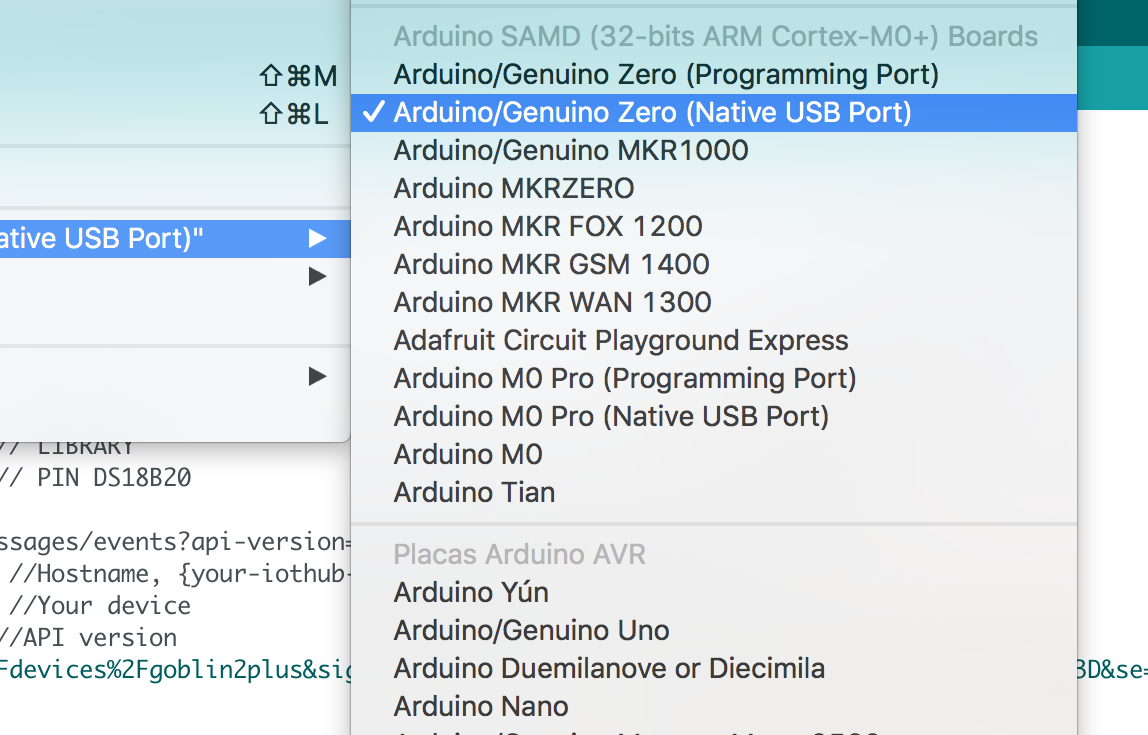 Arduino SAMD (32-bits ARM Cortex-M0+) Boards
⇧⌘M
Arduino/Genuino Zero (Programming Port)
⇧⌘L
✓ Arduino/Genuino Zero (Native USB Port)
Arduino/Genuino MKR1000
Arduino MKRZERO
Arduino MKR FOX 1200
ative USB Port)"
Arduino MKR GSM 1400
Arduino MKR WAN 1300
Adafruit Circuit Playground Express
Arduino M0 Pro (Programming Port)
Arduino M0 Pro (Native USB Port)
Arduino M0
Arduino Tian
// LIBRARY
// PIN DS18B20
ssages/events?api-version=
//Hostname, {your-iothub-
//Your device
//API version
Fdevices%2Fgoblin2plus&sig
3D&se=
Placas Arduino AVR
Arduino Yún
Arduino/Genuino Uno
Arduino Duemilanove or Diecimila
Arduino Nano